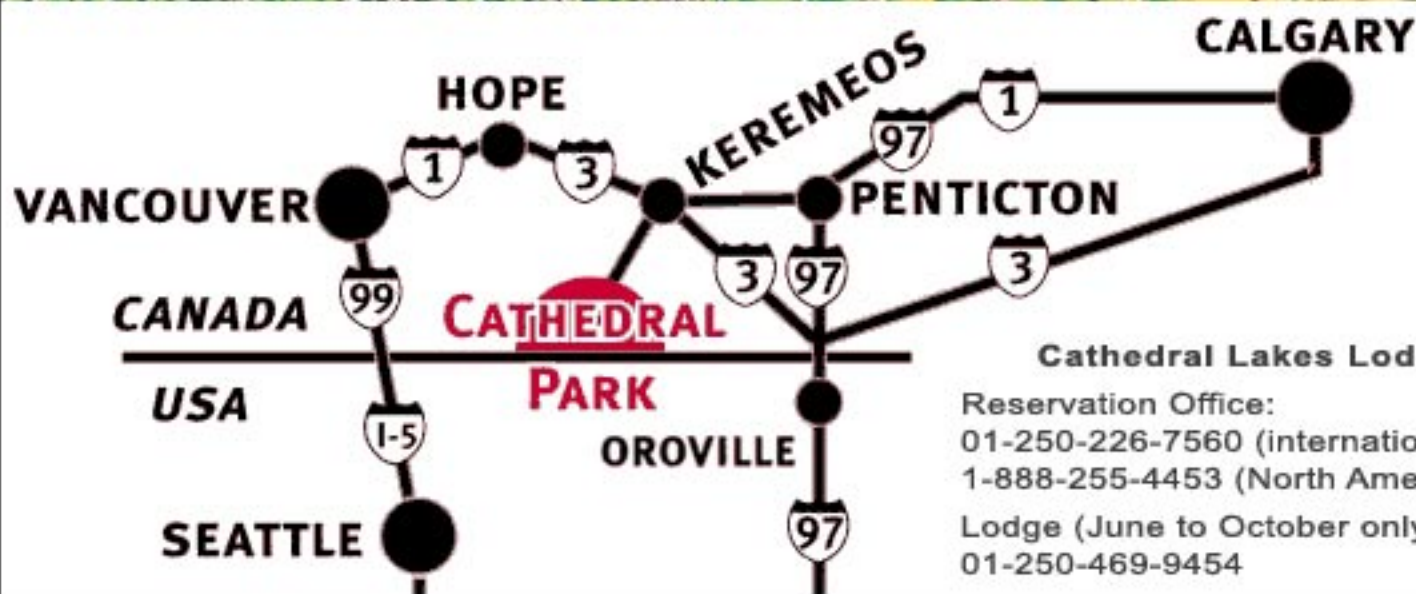 CALGARY
HOPE
KEREMEOS
1
97
1
3
VANCOUVER
PENTICTON
3
97
3
99
CANADA
CATHEDRAL
PARK
USA
I-5
OROVILLE
SEATTLE
97
Cathedral Lakes Lod
Reservation Office:
01-250-226-7560 (internatio
1-888-255-4453 (North Ame
Lodge (June to October only
01-250-469-9454